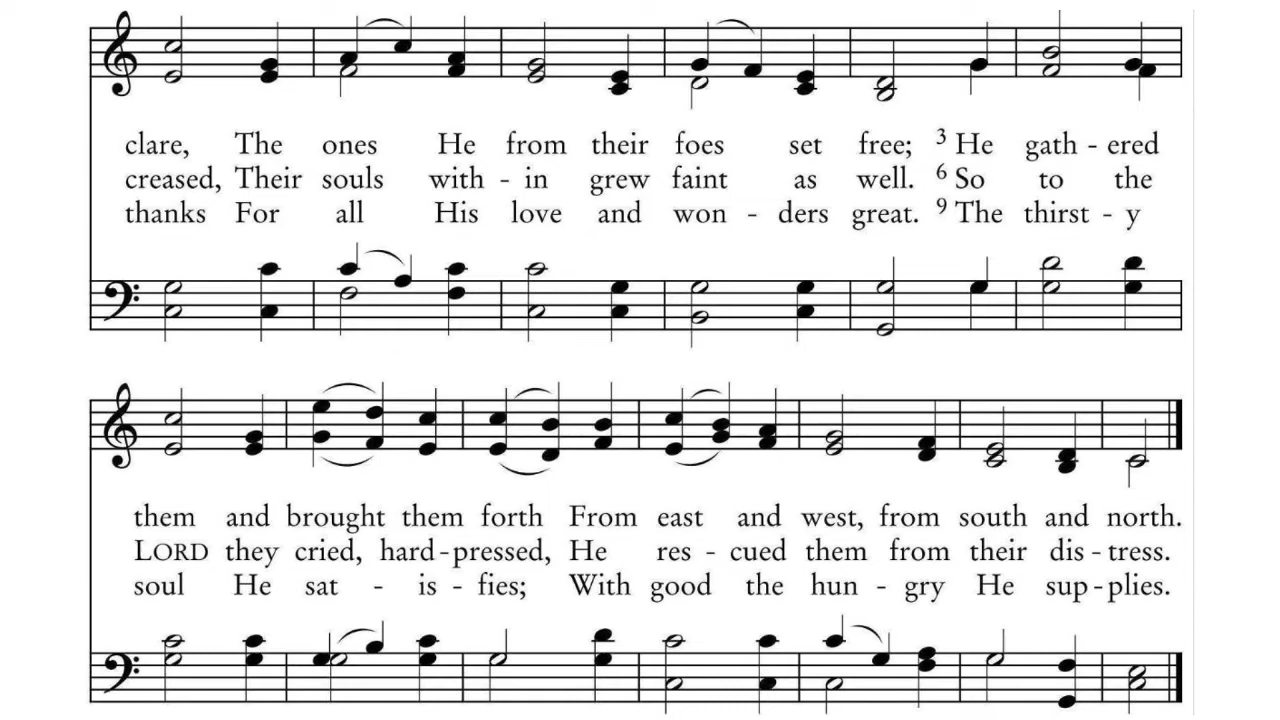 clare, The ones He from their foes set free; 3 He gath - ered
creased, Their souls with - in grew faint as well. 6 So to the
thanks For all His love and won - ders great. 9 The thirst - y
them and brought them forth From east and west, from south and north.
LORD they cried, hard - pressed, He res - cued them from their dis - tress.
soul He sat - is - fies; With good the hun - gry He sup - plies.